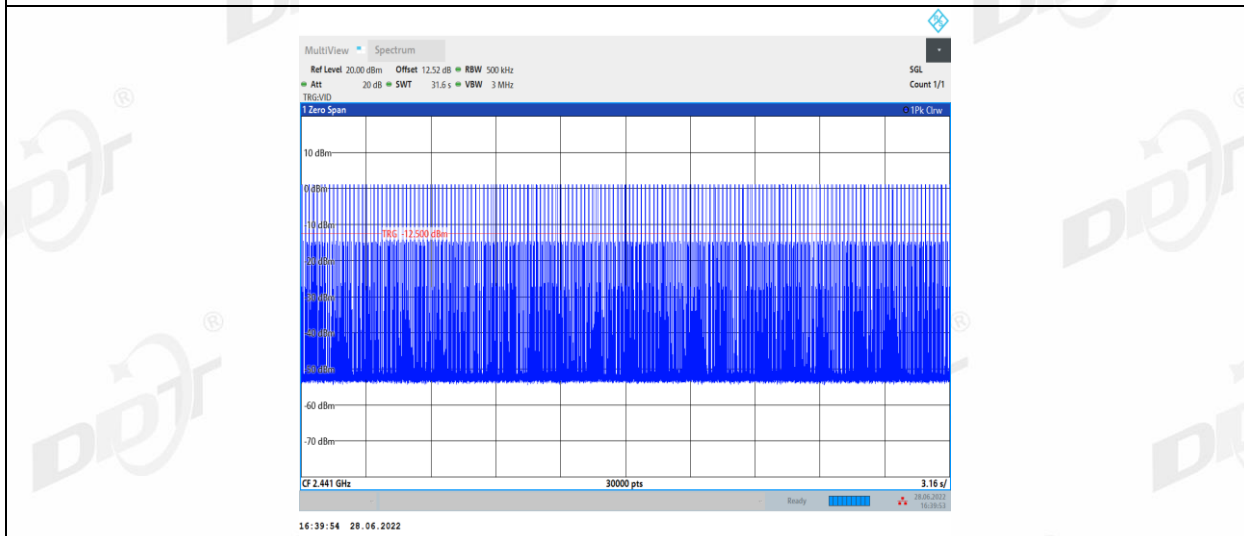 MultiView Spectrum
Ref Level 20.00 dBm Offset 12.52 dB RBW 500 kHz SGL
Att 20 dB SWT 31.6 s VBW 3 MHz Count 1/1
TRG:VID
1 Zero Span 1Pk Clrw
10 dBm
0 dBm
-10 dBm
TRG -12.500 dBm
-20 dBm
-30 dBm
-40 dBm
-50 dBm
-60 dBm
-70 dBm
CF 2.441 GHz 30000 pts 3.16 s/
Ready 28.06.2022
16:39:53
16:39:54 28.06.2022
DDT ®
DDT ®
DDT ®